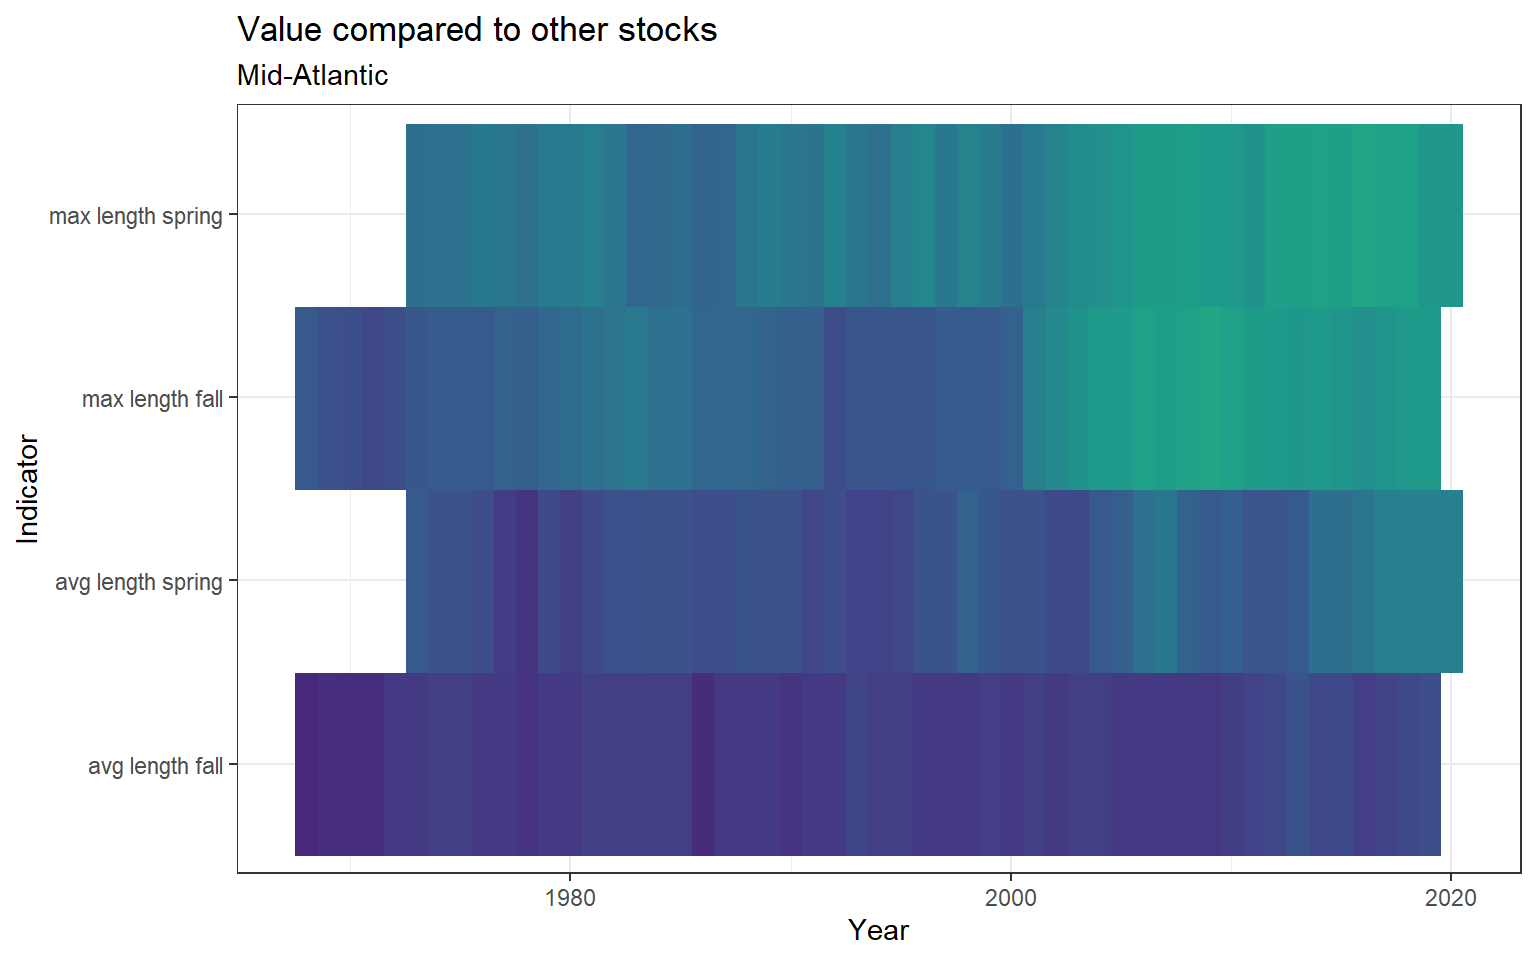 Value compared to other stocks
Mid-Atlantic
max length spring
max length fall
avg length spring
avg length fall
Indicator
1980
2000
2020
Year